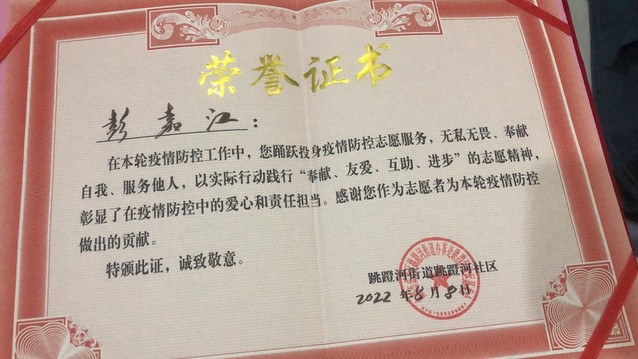 荣誉证书
彭嘉江：
在本轮疫情防控工作中，您踊跃投身疫情防控志愿服务，无私无畏、奉献
自我、服务他人，以实际行动践行“奉献、友爱、互助、进步”的志愿精神，
彰显了在疫情防控中的爱心和责任担当。感谢您作为志愿者为本轮疫情防控
做出的贡献。
特颁此证，诚致敬意。
跳蹬河街道跳蹬河社区
2022年8月8日